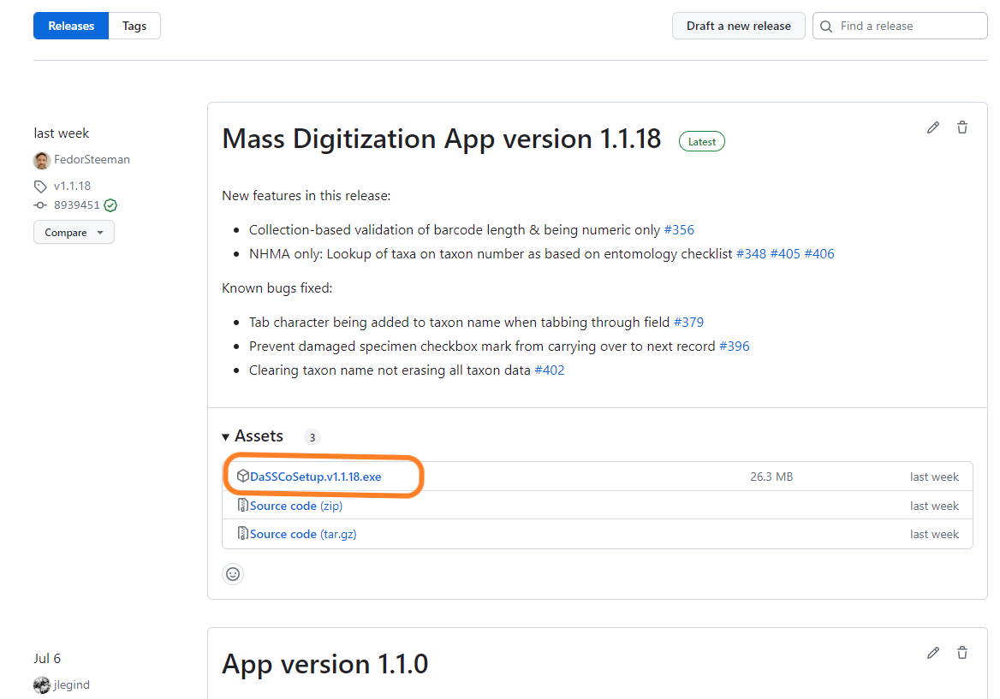 Releases Tags Draft a new release Find a release
last week
FedorSteeman
v1.1.18
8939451
Compare
Mass Digitization App version 1.1.18 Latest
New features in this release:
Collection-based validation of barcode length & being numeric only #356
NHMA only: Lookup of taxa on taxon number as based on entomology checklist #348 #405 #406
Known bugs fixed:
Tab character being added to taxon name when tabbing through field #379
Prevent damaged specimen checkbox mark from carrying over to next record #396
Clearing taxon name not erasing all taxon data #402
Assets 3
DaSSCoSetup.v1.1.18.exe 26.3 MB last week
Source code (zip) last week
Source code (tar.gz) last week
Jul 6
jlegind
App version 1.1.0